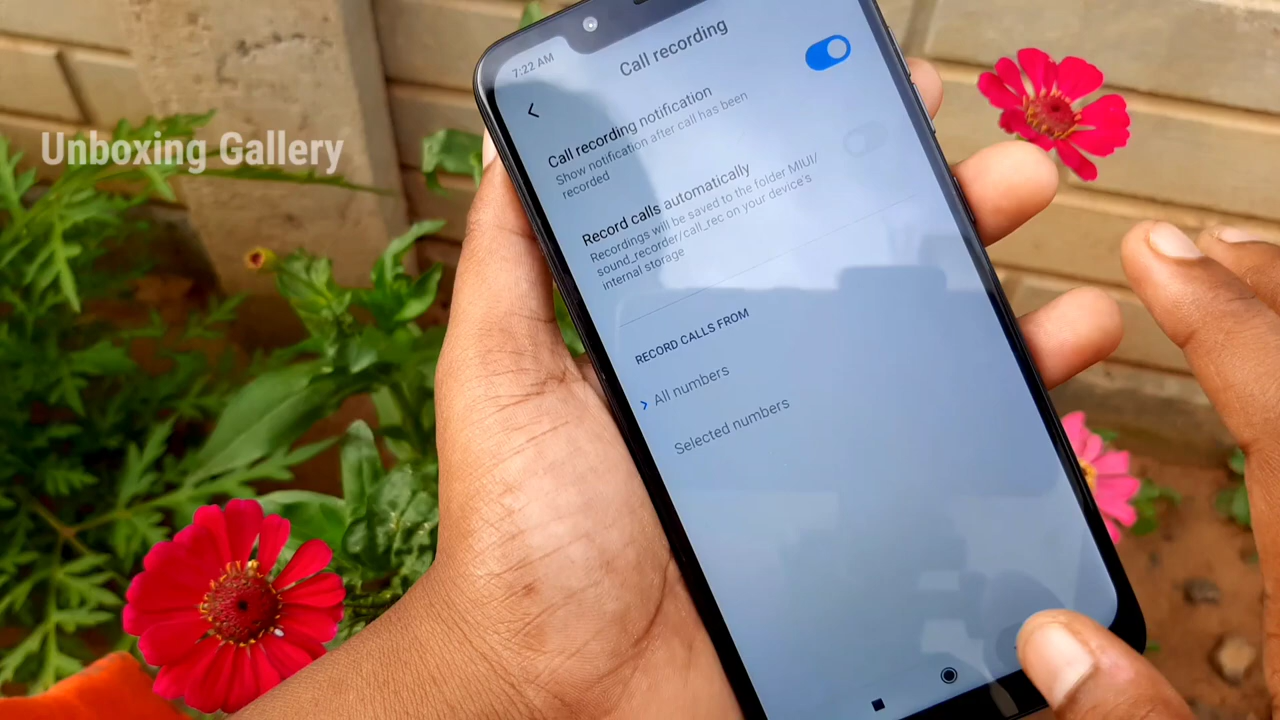 Unboxing Gallery
7:22 AM
Call recording
Call recording notification
Show notification after call has been
recorded
Record calls automatically
Recordings will be saved to the folder MIUI/
sound_recorder/call_rec on your device's
internal storage
RECORD CALLS FROM
All numbers
Selected numbers